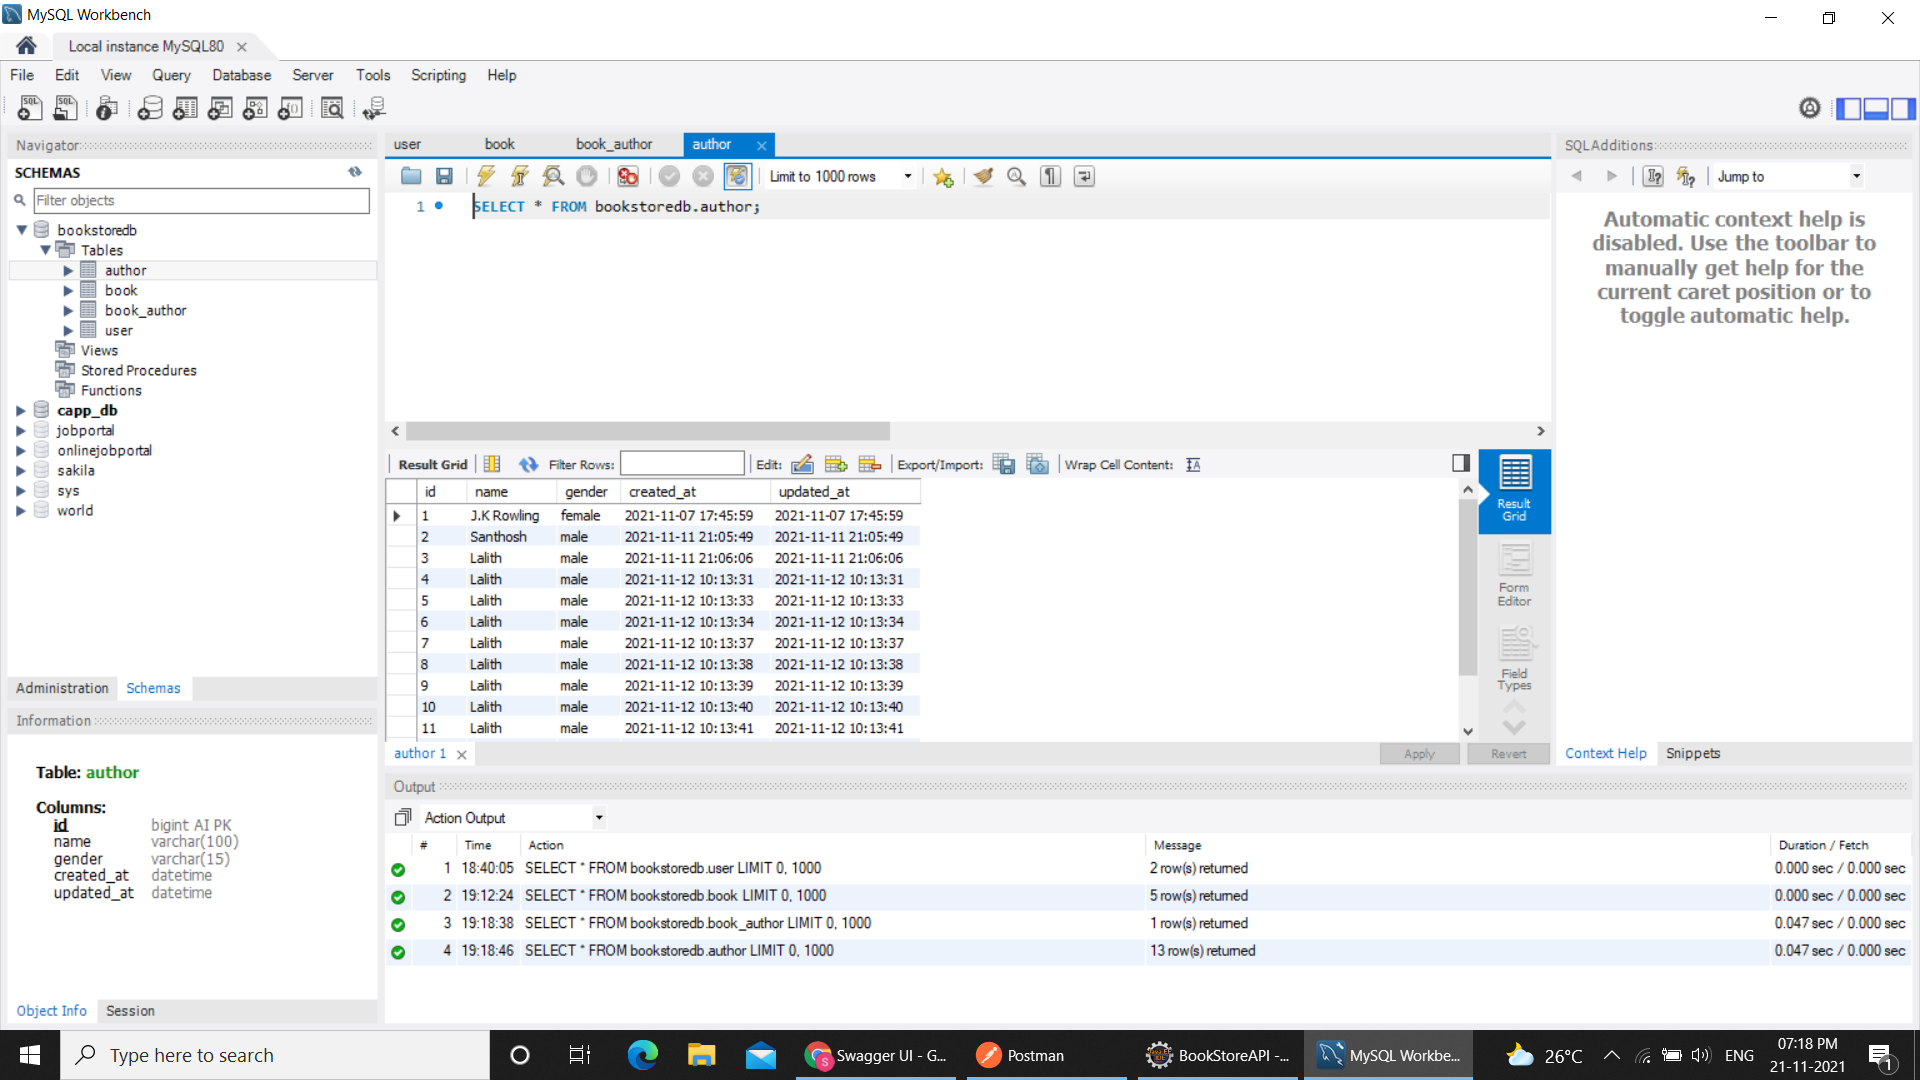 MySQL Workbench
Local instance MySQL80
File Edit View Query Database Server Tools Scripting Help
Navigator
SCHEMAS
Filter objects
bookstoredb
Tables
author
book
book_author
user
Views
Stored Procedures
Functions
capp_db
jobportal
onlinejobportal
sakila
sys
world
Administration Schemas
Information
Table: author
Columns:
id bigint AI PK
name varchar(100)
gender varchar(15)
created_at datetime
updated_at datetime
Object Info Session
user book book_author author
Limit to 1000 rows
1 SELECT * FROM bookstoredb.author;
Result Grid Filter Rows: Edit: Export/Import: Wrap Cell Content:
id name gender created_at updated_at
1 J.K Rowling female 2021-11-07 17:45:59 2021-11-07 17:45:59
2 Santhosh male 2021-11-11 21:05:49 2021-11-11 21:05:49
3 Lalith male 2021-11-11 21:06:06 2021-11-11 21:06:06
4 Lalith male 2021-11-12 10:13:31 2021-11-12 10:13:31
5 Lalith male 2021-11-12 10:13:33 2021-11-12 10:13:33
6 Lalith male 2021-11-12 10:13:34 2021-11-12 10:13:34
7 Lalith male 2021-11-12 10:13:37 2021-11-12 10:13:37
8 Lalith male 2021-11-12 10:13:38 2021-11-12 10:13:38
9 Lalith male 2021-11-12 10:13:39 2021-11-12 10:13:39
10 Lalith male 2021-11-12 10:13:40 2021-11-12 10:13:40
11 Lalith male 2021-11-12 10:13:41 2021-11-12 10:13:41
Result
Grid
Form
Editor
Field
Types
author 1 Apply Revert
SQLAdditions
Jump to
Automatic context help is
disabled. Use the toolbar to
manually get help for the
current caret position or to
toggle automatic help.
Context Help Snippets
Output
Action Output
# Time Action Message Duration / Fetch
1 18:40:05 SELECT * FROM bookstoredb.user LIMIT 0, 1000 2 row(s) returned 0.000 sec / 0.000 sec
2 19:12:24 SELECT * FROM bookstoredb.book LIMIT 0, 1000 5 row(s) returned 0.000 sec / 0.000 sec
3 19:18:38 SELECT * FROM bookstoredb.book_author LIMIT 0, 1000 1 row(s) returned 0.047 sec / 0.000 sec
4 19:18:46 SELECT * FROM bookstoredb.author LIMIT 0, 1000 13 row(s) returned 0.047 sec / 0.000 sec
Type here to search
Swagger UI - G...
Postman
BookStoreAPI -...
MySQL Workbe...
26°C
ENG
07:18 PM
21-11-2021
1